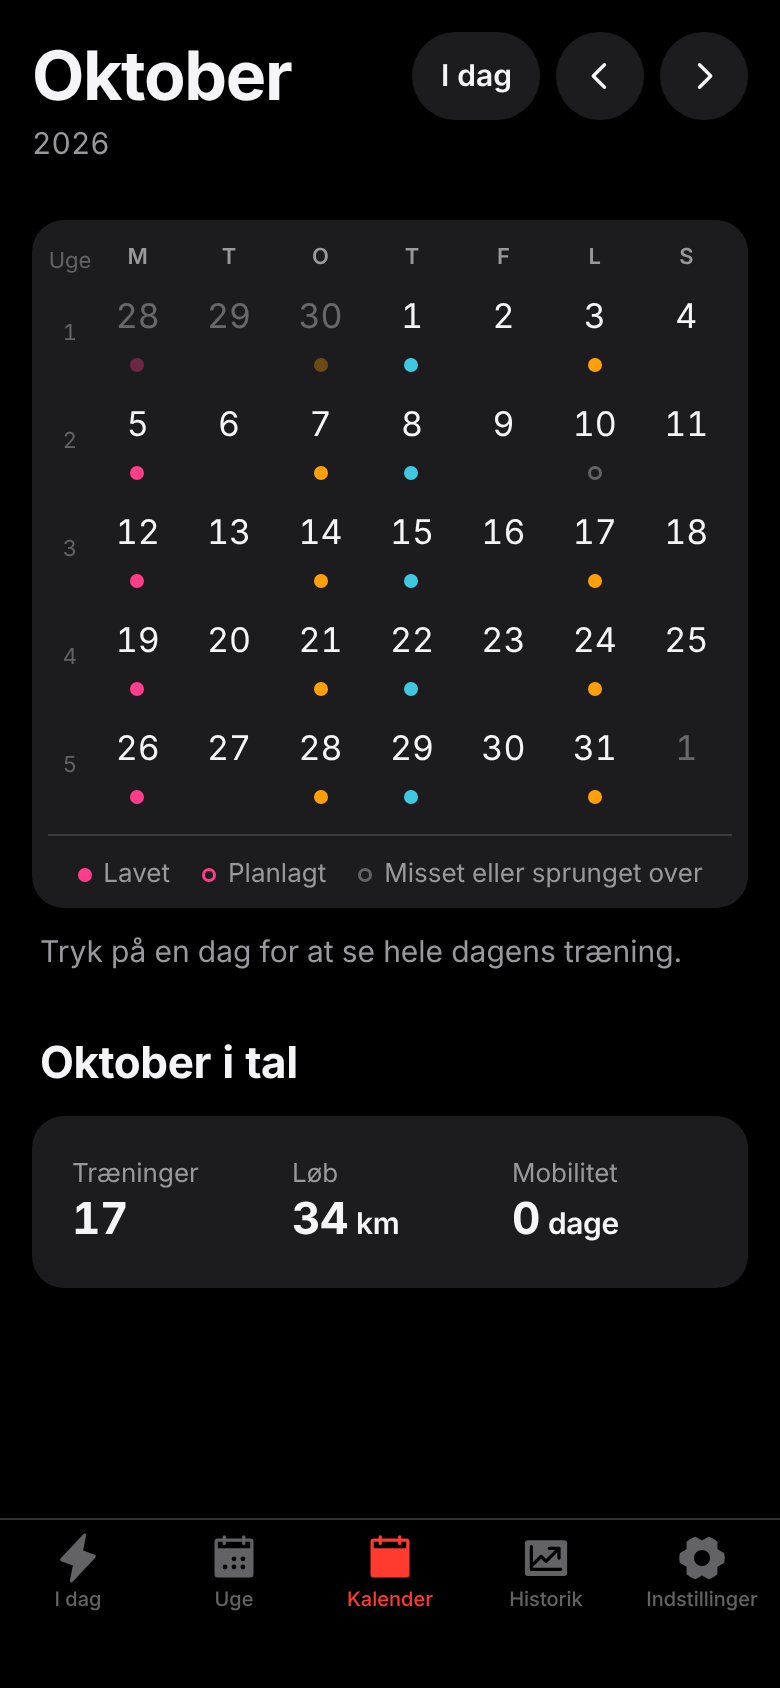 Oktober
I dag
2026
Uge M T O T F L S
1 28 29 30 1 2 3 4
2 5 6 7 8 9 10 11
3 12 13 14 15 16 17 18
4 19 20 21 22 23 24 25
5 26 27 28 29 30 31 1
Lavet Planlagt Misset eller sprunget over
Tryk på en dag for at se hele dagens træning.
Oktober i tal
Træninger Løb Mobilitet
17 34 km 0 dage
I dag Uge Kalender Historik Indstillinger